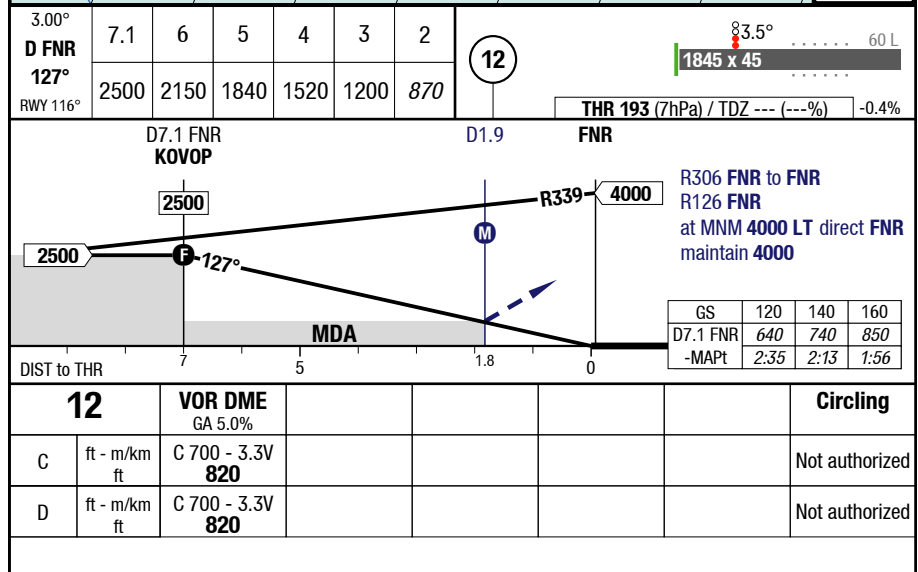 3.00°
D FNR 7.1 6 5 4 3 2
127°
RWY 116° 2500 2150 1840 1520 1200 870
12
3.5°
60 L
1845 x 45
THR 193 (7hPa) / TDZ --- (---%) -0.4%
D7.1 FNR D1.9 FNR
KOVOP
2500 R339 4000
R306 FNR to FNR
R126 FNR
at MNM 4000 LT direct FNR
maintain 4000
M
2500 F 127°
MDA
GS 120 140 160
D7.1 FNR 640 740 850
-MAPt 2:35 2:13 1:56
DIST to THR 7 5 1.8 0
12 VOR DME Circling
GA 5.0%
C ft - m/km C 700 - 3.3V Not authorized
ft 820
D ft - m/km C 700 - 3.3V Not authorized
ft 820